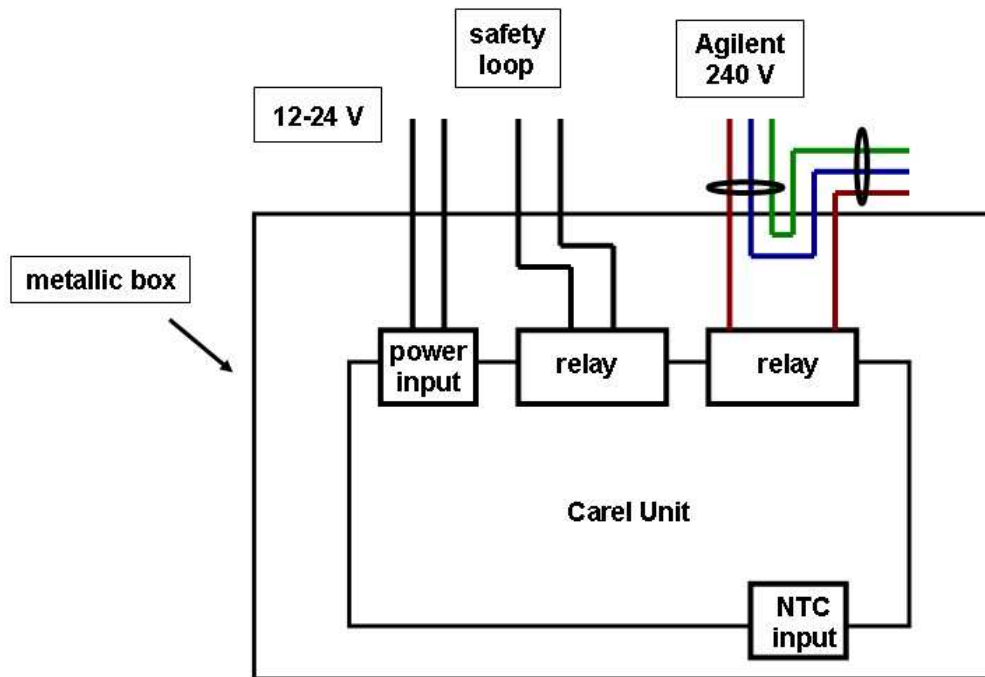 safety
loop
Agilent
240 V
12-24 V
metallic box
power
input
relay
relay
Carel Unit
NTC
input